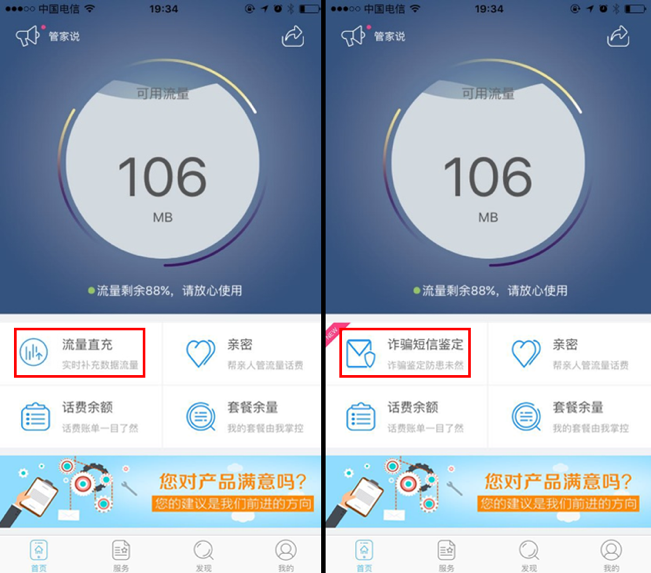 中国电信
19:34
管家说
可用流量
106
MB
流量剩余88%，请放心使用
流量直充
实时补充数据流量
亲密
帮亲人管流量话费
话费余额
话费账单一目了然
套餐余量
我的套餐由我掌控
您对产品满意吗?
您的建议是我们前进的方向
首页
服务
发现
我的
中国电信
19:34
管家说
可用流量
106
MB
流量剩余88%，请放心使用
诈骗短信鉴定
诈骗鉴定防患未然
亲密
帮亲人管流量话费
话费余额
话费账单一目了然
套餐余量
我的套餐由我掌控
您对产品满意吗?
您的建议是我们前进的方向
首页
服务
发现
我的